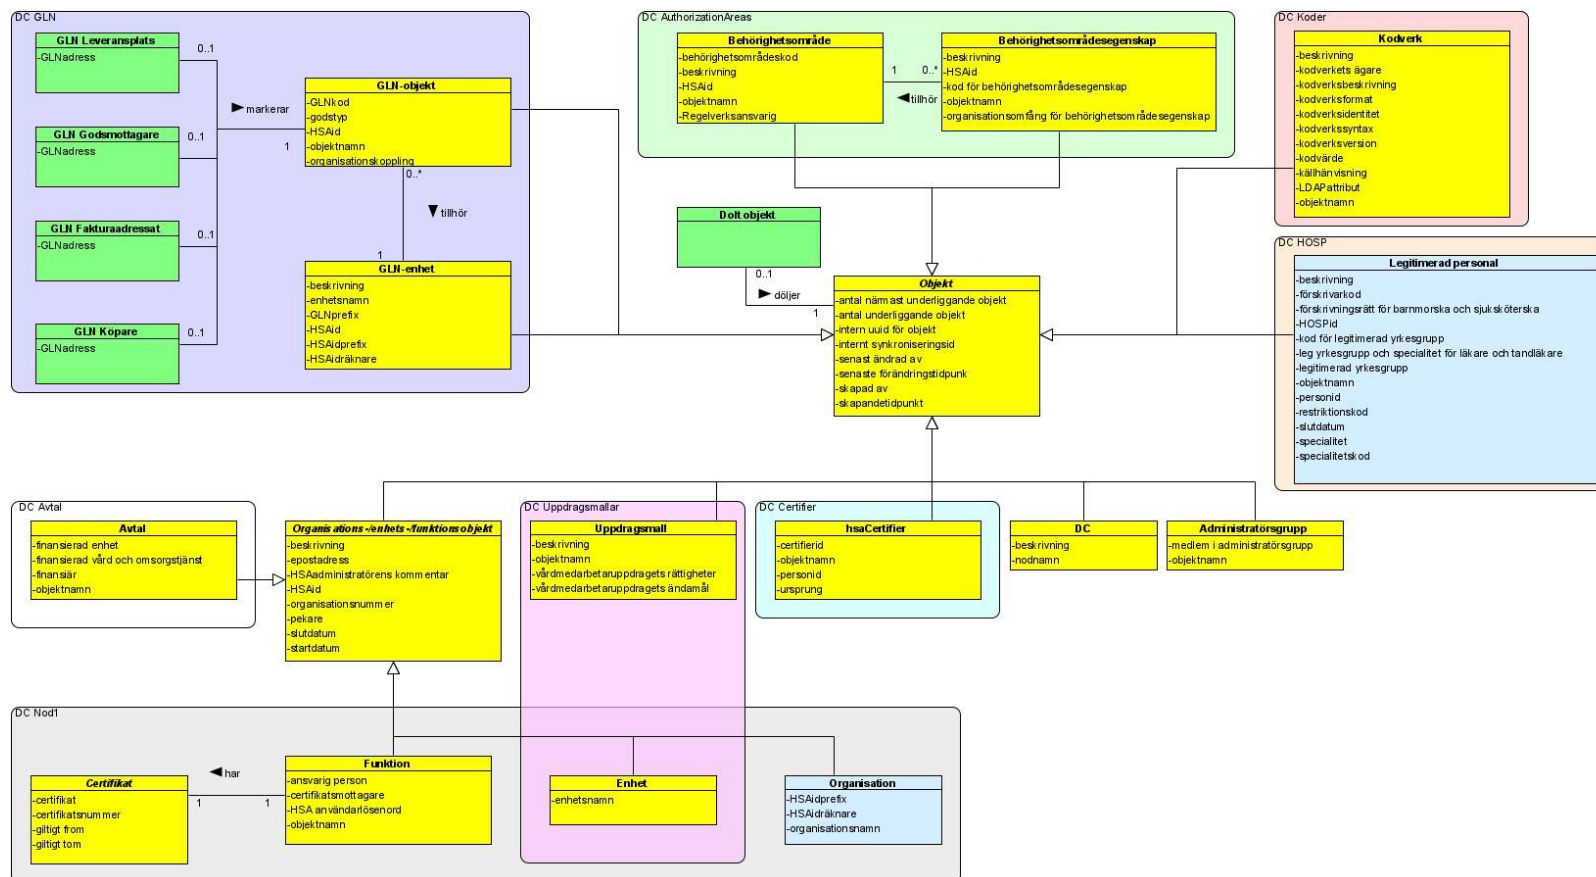 DC GLN
GLN Leveransplats
-GLNadress
0..1
GLN Godsmottagare
-GLNadress
0..1
GLN Fakturaadressat
-GLNadress
0..1
GLN Köpare
-GLNadress
0..1
markerar
1
GLN-objekt
-GLNkod
-godstyp
-HSAid
-objektnamn
-organisationskoppling
0..*
tillhör
1
GLN-enhet
-beskrivning
-enhetsnamn
-GLNprefix
-HSAid
-HSAidprefix
-HSAidräknare
DC AuthorizationAreas
Behörighetsområde
-behörighetsområdeskod
-beskrivning
-HSAid
-objektnamn
-Regelverksansvarig
1
0..*
tillhör
Behörighetsområdesegenskap
-beskrivning
-HSAid
-kod för behörighetsområdesegenskap
-objektnamn
-organisationsomfång för behörighetsområdesegenskap
DC Koder
Kodverk
-beskrivning
-kodverkets ägare
-kodverksbeskrivning
-kodverksformat
-kodverksidentitet
-kodverkssyntax
-kodverksversion
-kodvärde
-källhänvisning
-LDAPattribut
-objektnamn
Dolt objekt
0..1
döljer
1
Objekt
-antal närmast underliggande objekt
-antal underliggande objekt
-intern uuid för objekt
-internt synkroniseringsid
-senast ändrad av
-senaste förändringstidpunk
-skapad av
-skapandetidpunkt
DC HOSP
Legitimerad personal
-beskrivning
-förskrivarkod
-förskrivningsrätt för barnmorska och sjuksköterska
-HOSPid
-kod för legitimerad yrkesgrupp
-leg yrkesgrupp och specialitet för läkare och tandläkare
-legitimerad yrkesgrupp
-objektnamn
-personid
-restriktionskod
-slutdatum
-specialitet
-specialitetskod
DC Avtal
Avtal
-finansierad enhet
-finansierad vård och omsorgstjänst
-finansiär
-objektnamn
Organisations-/enhets-/funktionsobjekt
-beskrivning
-epostadress
-HSAadministratörens kommentar
-HSAid
-organisationsnummer
-pekare
-slutdatum
-startdatum
DC Uppdragsmallar
Uppdragsmall
-beskrivning
-objektnamn
-vårdmedarbetaruppdragets rättigheter
-vårdmedarbetaruppdragets ändamål
DC Certifier
hsaCertifier
-certifierid
-objektnamn
-personid
-ursprung
DC
-beskrivning
-nodnamn
Administratörsgrupp
-medlem i administratörsgrupp
-objektnamn
DC Nod1
Certifikat
-certifikat
-certifikatsnummer
-giltigt from
-giltigt tom
har
1
1
Funktion
-ansvarig person
-certifikatsmottagare
-HSA användarlösenord
-objektnamn
Enhet
-enhetsnamn
Organisation
-HSAidprefix
-HSAidräknare
-organisationsnamn